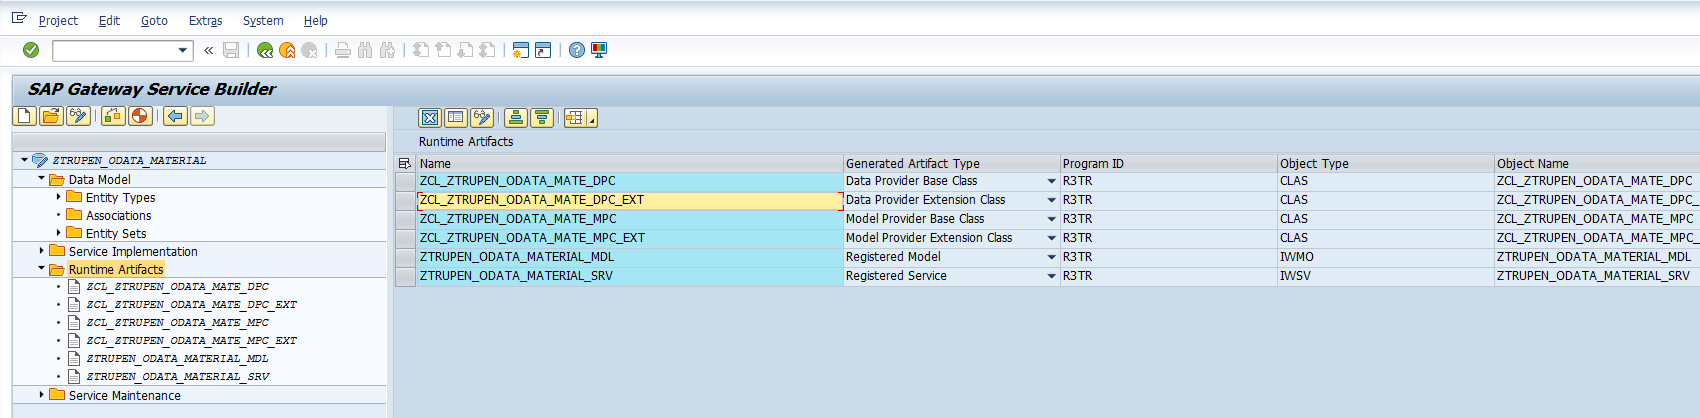 Project Edit Goto Extras System Help
SAP Gateway Service Builder
Runtime Artifacts
ZTRUPEN_ODATA_MATERIAL
Data Model
Entity Types
Associations
Entity Sets
Service Implementation
Runtime Artifacts
ZCL_ZTRUPEN_ODATA_MATE_DPC
ZCL_ZTRUPEN_ODATA_MATE_DPC_EXT
ZCL_ZTRUPEN_ODATA_MATE_MPC
ZCL_ZTRUPEN_ODATA_MATE_MPC_EXT
ZTRUPEN_ODATA_MATERIAL_MDL
ZTRUPEN_ODATA_MATERIAL_SRV
Service Maintenance
Name Generated Artifact Type Program ID Object Type Object Name
ZCL_ZTRUPEN_ODATA_MATE_DPC Data Provider Base Class R3TR CLAS ZCL_ZTRUPEN_ODATA_MATE_DPC
ZCL_ZTRUPEN_ODATA_MATE_DPC_EXT Data Provider Extension Class R3TR CLAS ZCL_ZTRUPEN_ODATA_MATE_DPC_
ZCL_ZTRUPEN_ODATA_MATE_MPC Model Provider Base Class R3TR CLAS ZCL_ZTRUPEN_ODATA_MATE_MPC
ZCL_ZTRUPEN_ODATA_MATE_MPC_EXT Model Provider Extension Class R3TR CLAS ZCL_ZTRUPEN_ODATA_MATE_MPC_
ZTRUPEN_ODATA_MATERIAL_MDL Registered Model R3TR IWMO ZTRUPEN_ODATA_MATERIAL_MDL
ZTRUPEN_ODATA_MATERIAL_SRV Registered Service R3TR IWSV ZTRUPEN_ODATA_MATERIAL_SRV